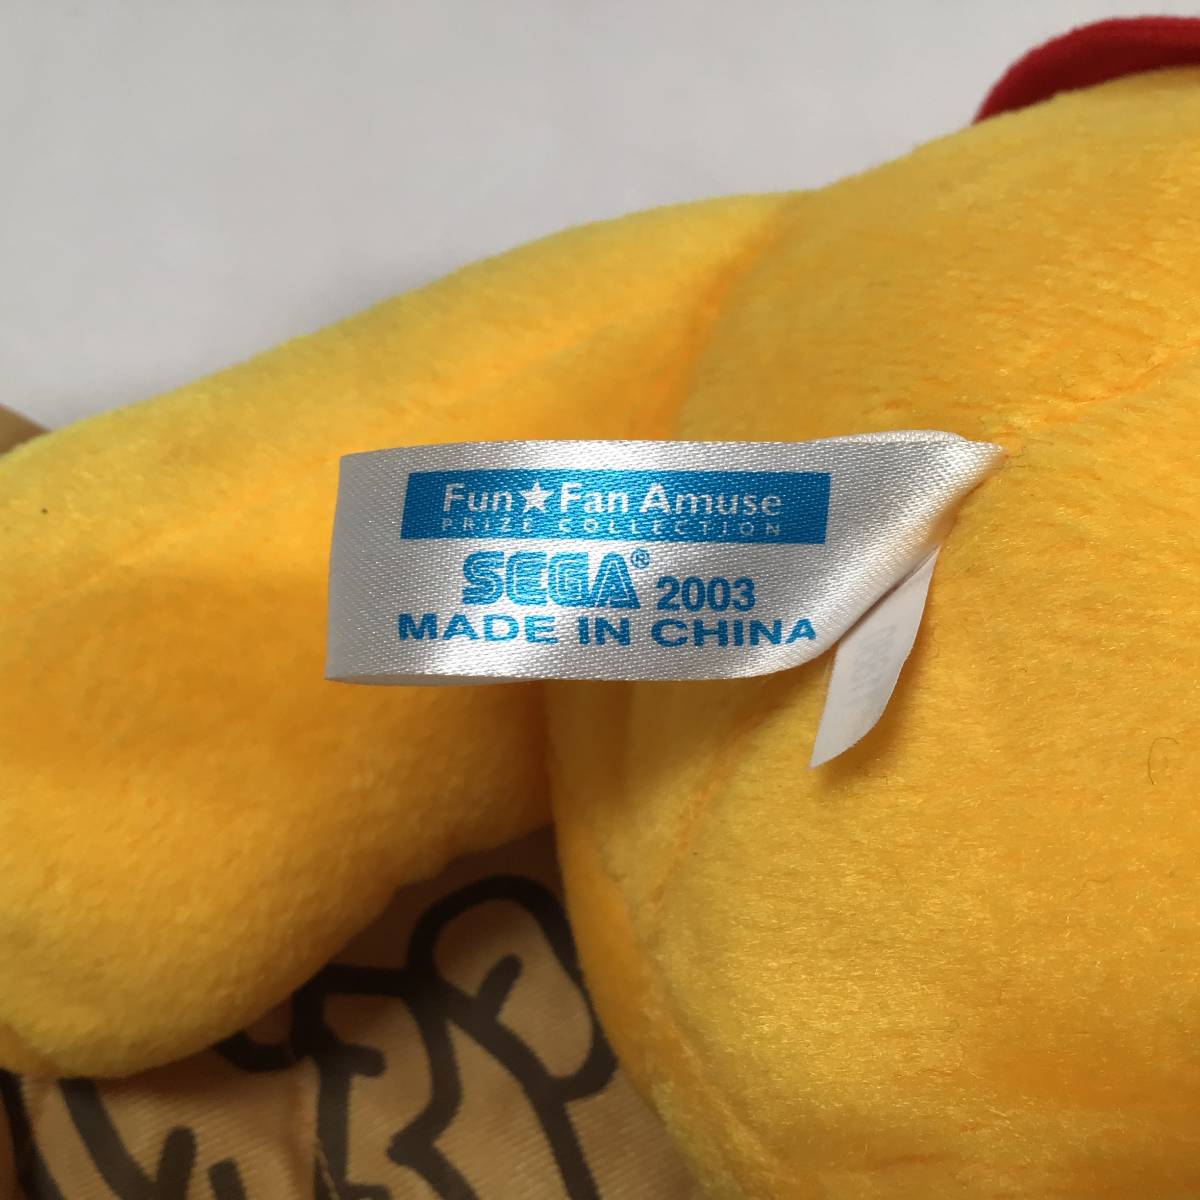 Fun★Fan Amuse
PRIZE COLLECTION
SEGA® 2003
MADE IN CHINA